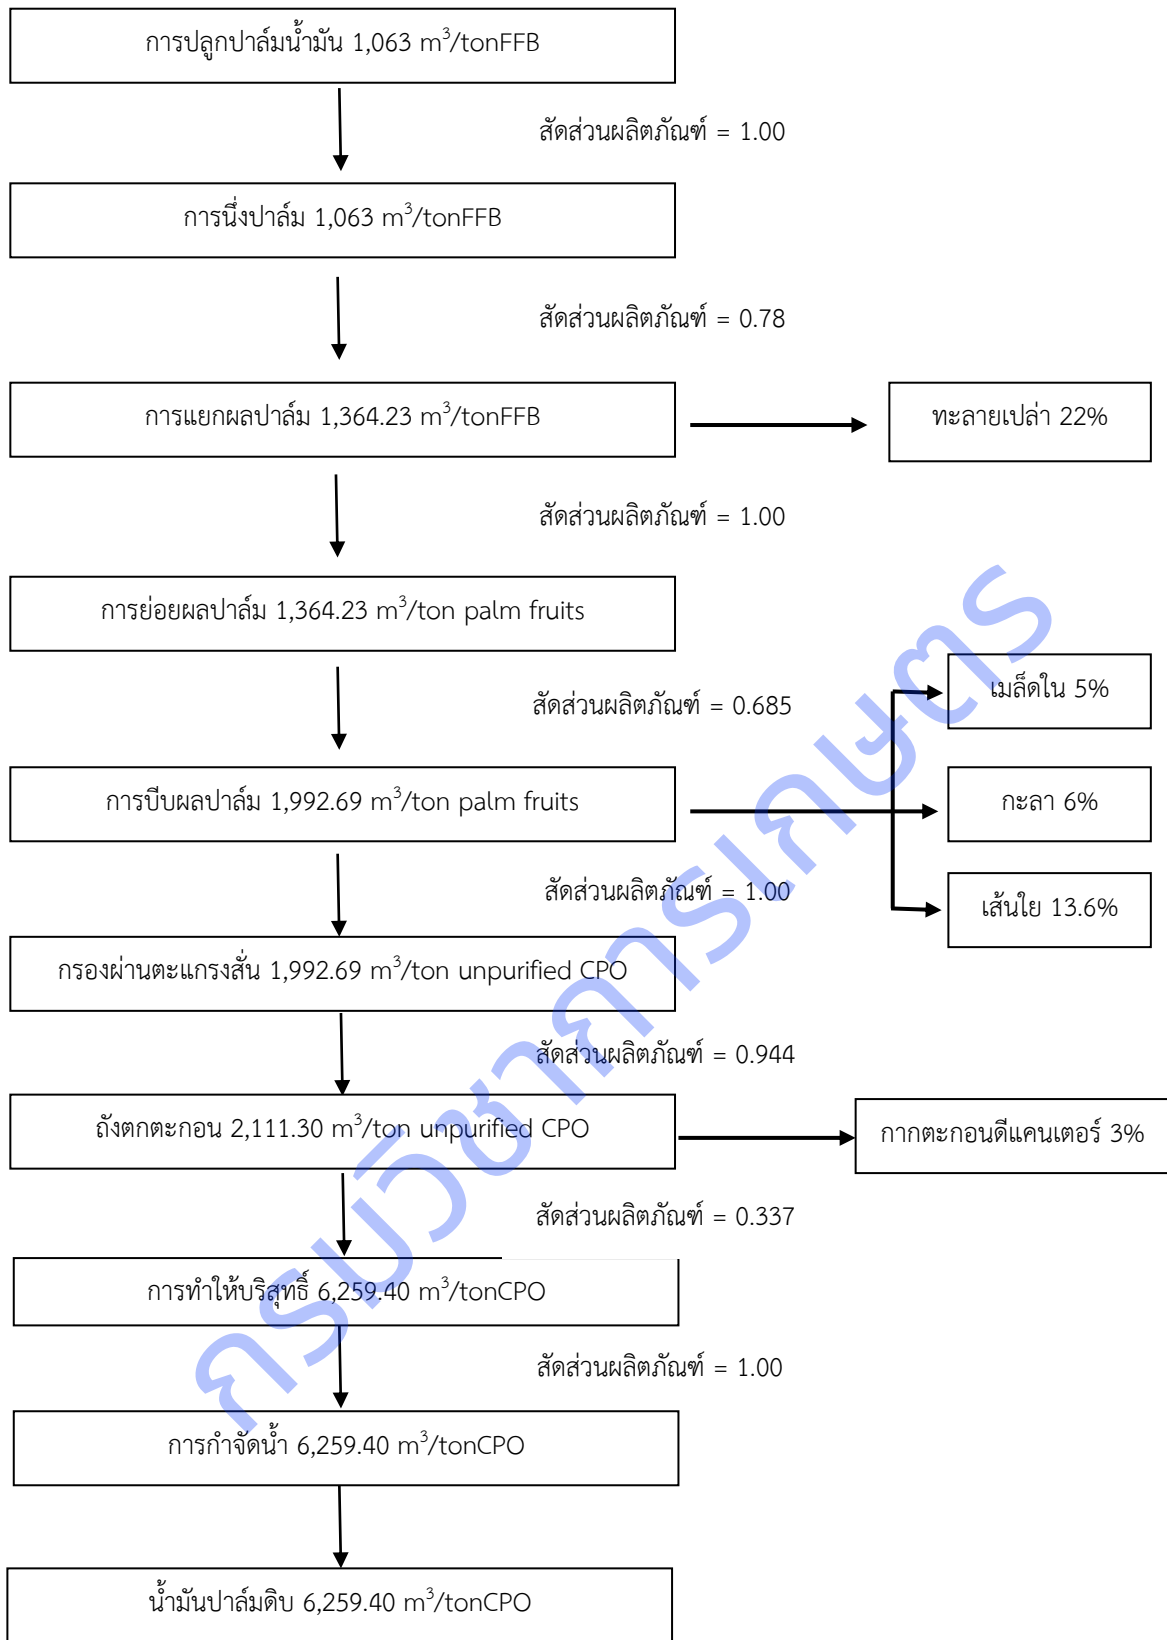 การปลูกปาล์มน้ำมัน 1,063 m³/tonFFB
สัดส่วนผลิตภัณฑ์ = 1.00
การนึ่งปาล์ม 1,063 m³/tonFFB
สัดส่วนผลิตภัณฑ์ = 0.78
การแยกผลปาล์ม 1,364.23 m³/tonFFB
ทะลายเปล่า 22%
สัดส่วนผลิตภัณฑ์ = 1.00
การย่อยผลปาล์ม 1,364.23 m³/ton palm fruits
เมล็ดใน 5%
สัดส่วนผลิตภัณฑ์ = 0.685
การบีบผลปาล์ม 1,992.69 m³/ton palm fruits
กะลา 6%
สัดส่วนผลิตภัณฑ์ = 1.00
เส้นใย 13.6%
กรองผ่านตะแกรงสั่น 1,992.69 m³/ton unpurified CPO
สัดส่วนผลิตภัณฑ์ = 0.944
ถังตกตะกอน 2,111.30 m³/ton unpurified CPO
กากตะกอนดีแคนเตอร์ 3%
สัดส่วนผลิตภัณฑ์ = 0.337
การทำให้บริสุทธิ์ 6,259.40 m³/tonCPO
สัดส่วนผลิตภัณฑ์ = 1.00
การกำจัดน้ำ 6,259.40 m³/tonCPO
น้ำมันปาล์มดิบ 6,259.40 m³/tonCPO
กรมวิชาการเกษตร